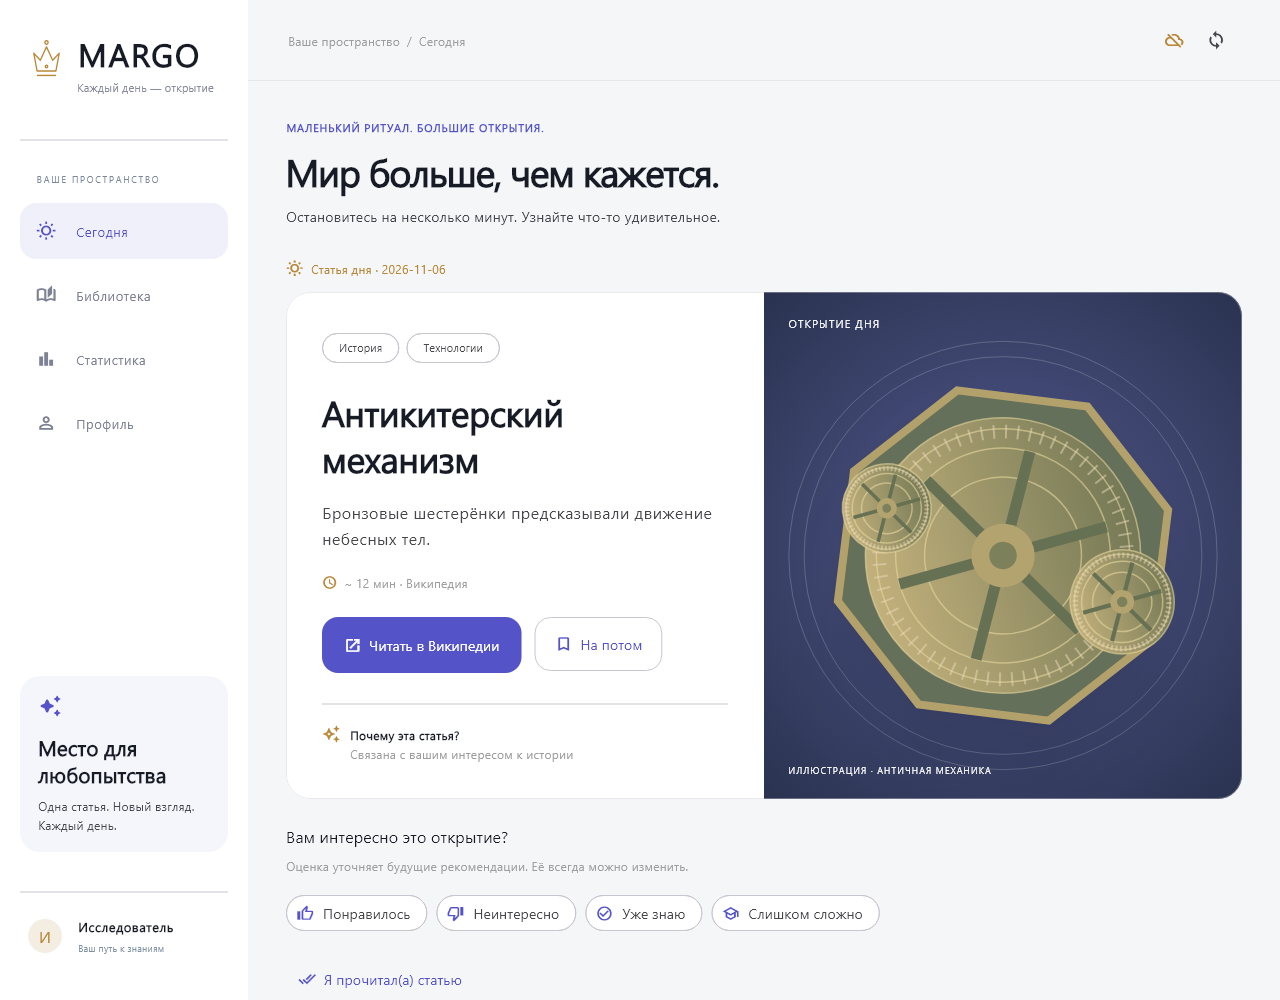 MARGO
Каждый день — открытие
ВАШЕ ПРОСТРАНСТВО
Сегодня
Библиотека
Статистика
Профиль
Место для
любопытства
Одна статья. Новый взгляд.
Каждый день.
И
Исследователь
Ваш путь к знаниям
Ваше пространство / Сегодня
МАЛЕНЬКИЙ РИТУАЛ. БОЛЬШИЕ ОТКРЫТИЯ.
Мир больше, чем кажется.
Остановитесь на несколько минут. Узнайте что-то удивительное.
Статья дня · 2026-11-06
История
Технологии
Антикитерский
механизм
Бронзовые шестерёнки предсказывали движение
небесных тел.
~ 12 мин · Википедия
Читать в Википедии
На потом
Почему эта статья?
Связана с вашим интересом к истории
ОТКРЫТИЕ ДНЯ
ИЛЛЮСТРАЦИЯ · АНТИЧНАЯ МЕХАНИКА
Вам интересно это открытие?
Оценка уточняет будущие рекомендации. Её всегда можно изменить.
Понравилось
Неинтересно
Уже знаю
Слишком сложно
Я прочитал(а) статью